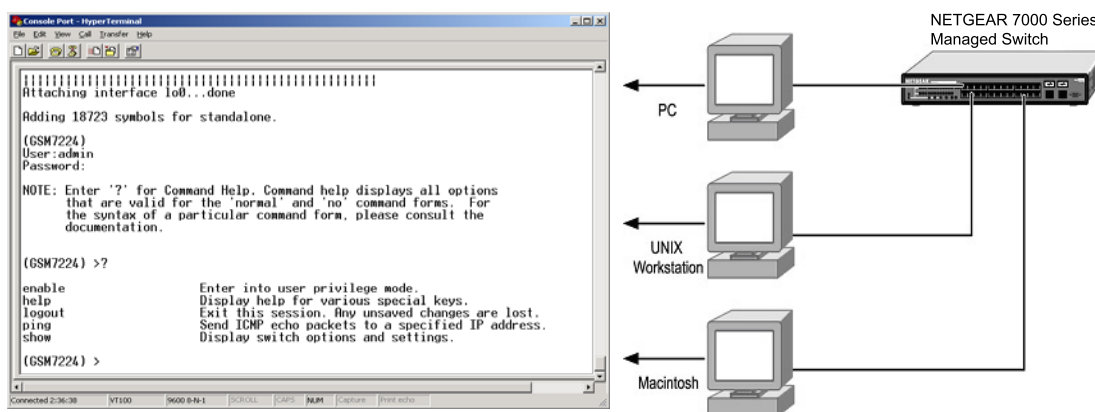 Console Port - HyperTerminal
File Edit View Call Transfer Help
Attaching interface lo0...done
Adding 18723 symbols for standalone.
(GSM7224)
User:admin
Password:
NOTE: Enter '?' for Command Help. Command help displays all options
that are valid for the 'normal' and 'no' command forms. For
the syntax of a particular command form, please consult the
documentation.
(GSM7224) >?
enable Enter into user privilege mode.
help Display help for various special keys.
logout Exit this session. Any unsaved changes are lost.
ping Send ICMP echo packets to a specified IP address.
show Display switch options and settings.
(GSM7224) >
Connected 2:36:38 VT100 9600 8-N-1 SCROLL CAPS NUM Capture Print echo
NETGEAR 7000 Series
Managed Switch
NETGEAR
PC
UNIX
Workstation
Macintosh